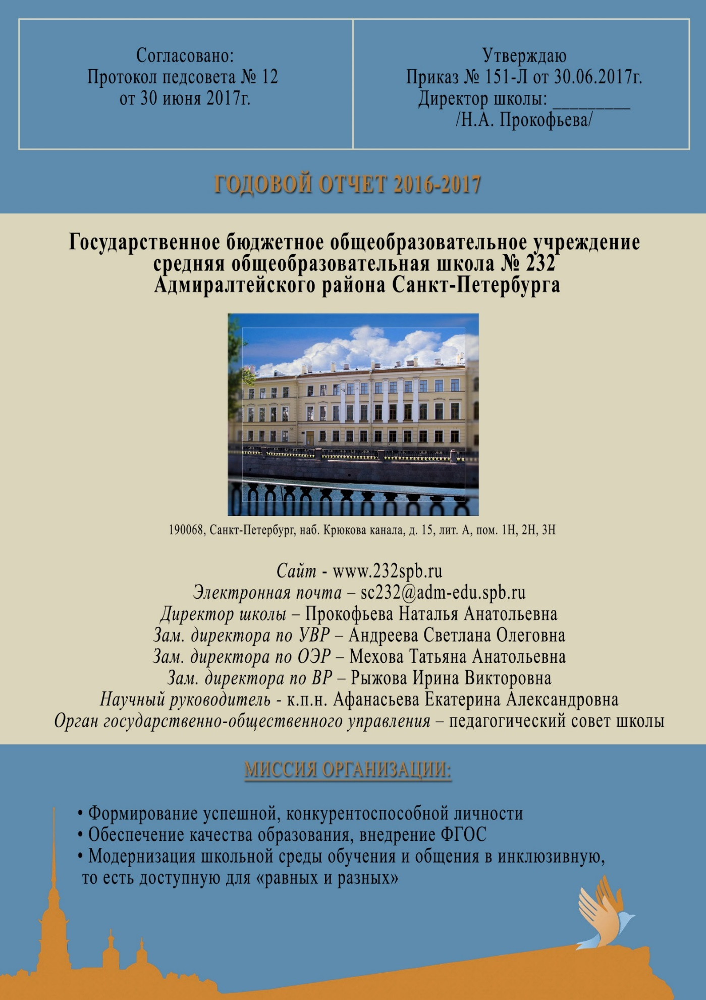 Согласовано:
Протокол педсовета № 12
от 30 июня 2017г.
Утверждаю
Приказ № 151-Л от 30.06.2017г.
Директор школы: _________
/Н.А. Прокофьева/
ГОДОВОЙ ОТЧЕТ 2016-2017
Государственное бюджетное общеобразовательное учреждение
средняя общеобразовательная школа № 232
Адмиралтейского района Санкт-Петербурга
190068, Санкт-Петербург, наб. Крюкова канала, д. 15, лит. А, пом. 1Н, 2Н, 3Н
Сайт - www.232spb.ru
Электронная почта – sc232@adm-edu.spb.ru
Директор школы – Прокофьева Наталья Анатольевна
Зам. директора по УВР – Андреева Светлана Олеговна
Зам. директора по ОЭР – Мехова Татьяна Анатольевна
Зам. директора по ВР – Рыжова Ирина Викторовна
Научный руководитель - к.п.н. Афанасьева Екатерина Александровна
Орган государственно-общественного управления – педагогический совет школы
МИССИЯ ОРГАНИЗАЦИИ:
• Формирование успешной, конкурентоспособной личности
• Обеспечение качества образования, внедрение ФГОС
• Модернизация школьной среды обучения и общения в инклюзивную,
то есть доступную для «равных и разных»